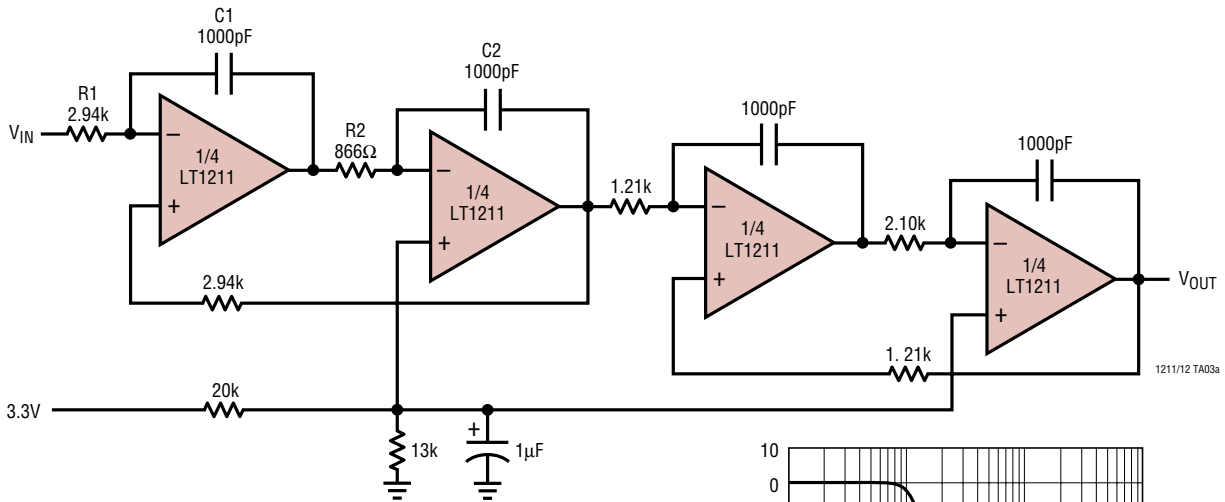 C1
1000pF
R1
2.94k
VIN
−
+
1/4
LT1211
R2
866Ω
C2
1000pF
−
+
1/4
LT1211
2.94k
1.21k
1000pF
−
+
1/4
LT1211
2.10k
1000pF
−
+
1/4
LT1211
VOUT
1. 21k
1211/12 TA03a
3.3V
20k
13k
+
1µF
10
0